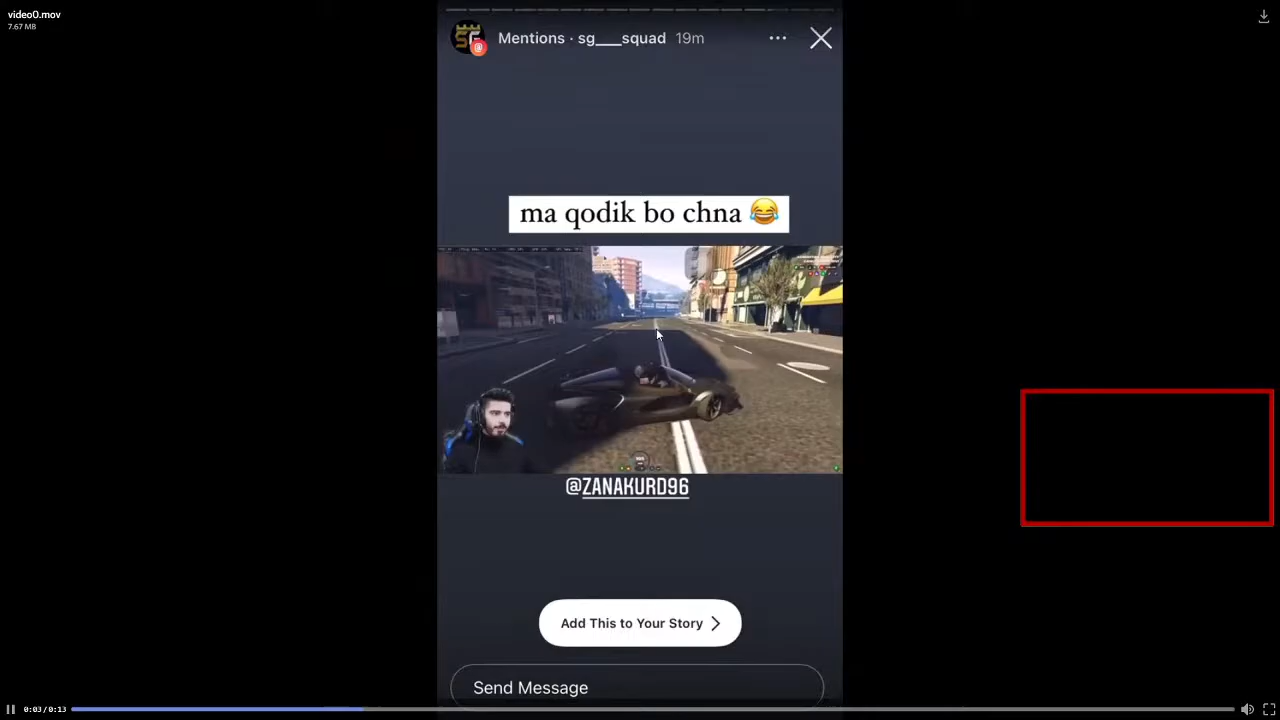 video0.mov
7.67 MB
Mentions · sg___squad 19m
ma qodik bo chna 😂
@ZANAKURD96
Add This to Your Story
Send Message
0:03/0:13